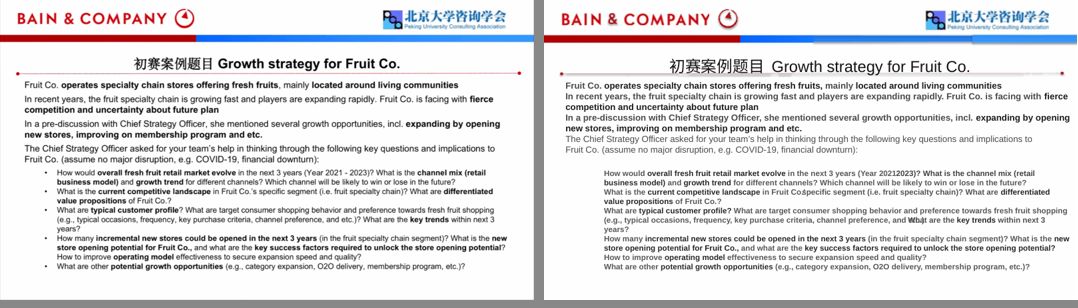 BAIN & COMPANY
北京大学咨询学会
Peking University Consulting Association
初赛案例题目 Growth strategy for Fruit Co.
Fruit Co. operates specialty chain stores offering fresh fruits, mainly located around living communities
In recent years, the fruit specialty chain is growing fast and players are expanding rapidly. Fruit Co. is facing with fierce
competition and uncertainty about future plan
In a pre-discussion with Chief Strategy Officer, she mentioned several growth opportunities, incl. expanding by opening
new stores, improving on membership program and etc.
The Chief Strategy Officer asked for your team's help in thinking through the following key questions and implications to
Fruit Co. (assume no major disruption, e.g. COVID-19, financial downturn):
• How would overall fresh fruit retail market evolve in the next 3 years (Year 2021 - 2023)? What is the channel mix (retail
business model) and growth trend for different channels? Which channel will be likely to win or lose in the future?
• What is the current competitive landscape in Fruit Co.'s specific segment (i.e. fruit specialty chain)? What are differentiated
value propositions of Fruit Co.?
• What are typical customer profile? What are target consumer shopping behavior and preference towards fresh fruit shopping
(e.g., typical occasions, frequency, key purchase criteria, channel preference, and etc.)? What are the key trends within next 3
years?
• How many incremental new stores could be opened in the next 3 years (in the fruit specialty chain segment)? What is the new
store opening potential for Fruit Co., and what are the key success factors required to unlock the store opening potential?
How to improve operating model effectiveness to secure expansion speed and quality?
• What are other potential growth opportunities (e.g., category expansion, O2O delivery, membership program, etc.)?
BAIN & COMPANY
北京大学咨询学会
Peking University Consulting Association
初赛案例题目 Growth strategy for Fruit Co.
Fruit Co. operates specialty chain stores offering fresh fruits, mainly located around living communities
In recent years, the fruit specialty chain is growing fast and players are expanding rapidly. Fruit Co. is facing with fierce
competition and uncertainty about future plan
In a pre-discussion with Chief Strategy Officer, she mentioned several growth opportunities, incl. expanding by opening
new stores, improving on membership program and etc.
The Chief Strategy Officer asked for your team's help in thinking through the following key questions and implications to
Fruit Co. (assume no major disruption, e.g. COVID-19, financial downturn):
How would overall fresh fruit retail market evolve in the next 3 years (Year 20212023)? What is the channel mix (retail
business model) and growth trend for different channels? Which channel will be likely to win or lose in the future?
What is the current competitive landscape in Fruit Co. specific segment (i.e. fruit specialty chain)? What are differentiated
value propositions of Fruit Co.?
What are typical customer profile? What are target consumer shopping behavior and preference towards fresh fruit shopping
(e.g., typical occasions, frequency, key purchase criteria, channel preference, and are the key trends within next 3
years?
How many incremental new stores could be opened in the next 3 years (in the fruit specialty chain segment)? What is the new
store opening potential for Fruit Co., and what are the key success factors required to unlock the store opening potential?
How to improve operating model effectiveness to secure expansion speed and quality?
What are other potential growth opportunities (e.g., category expansion, O2O delivery, membership program, etc.)?